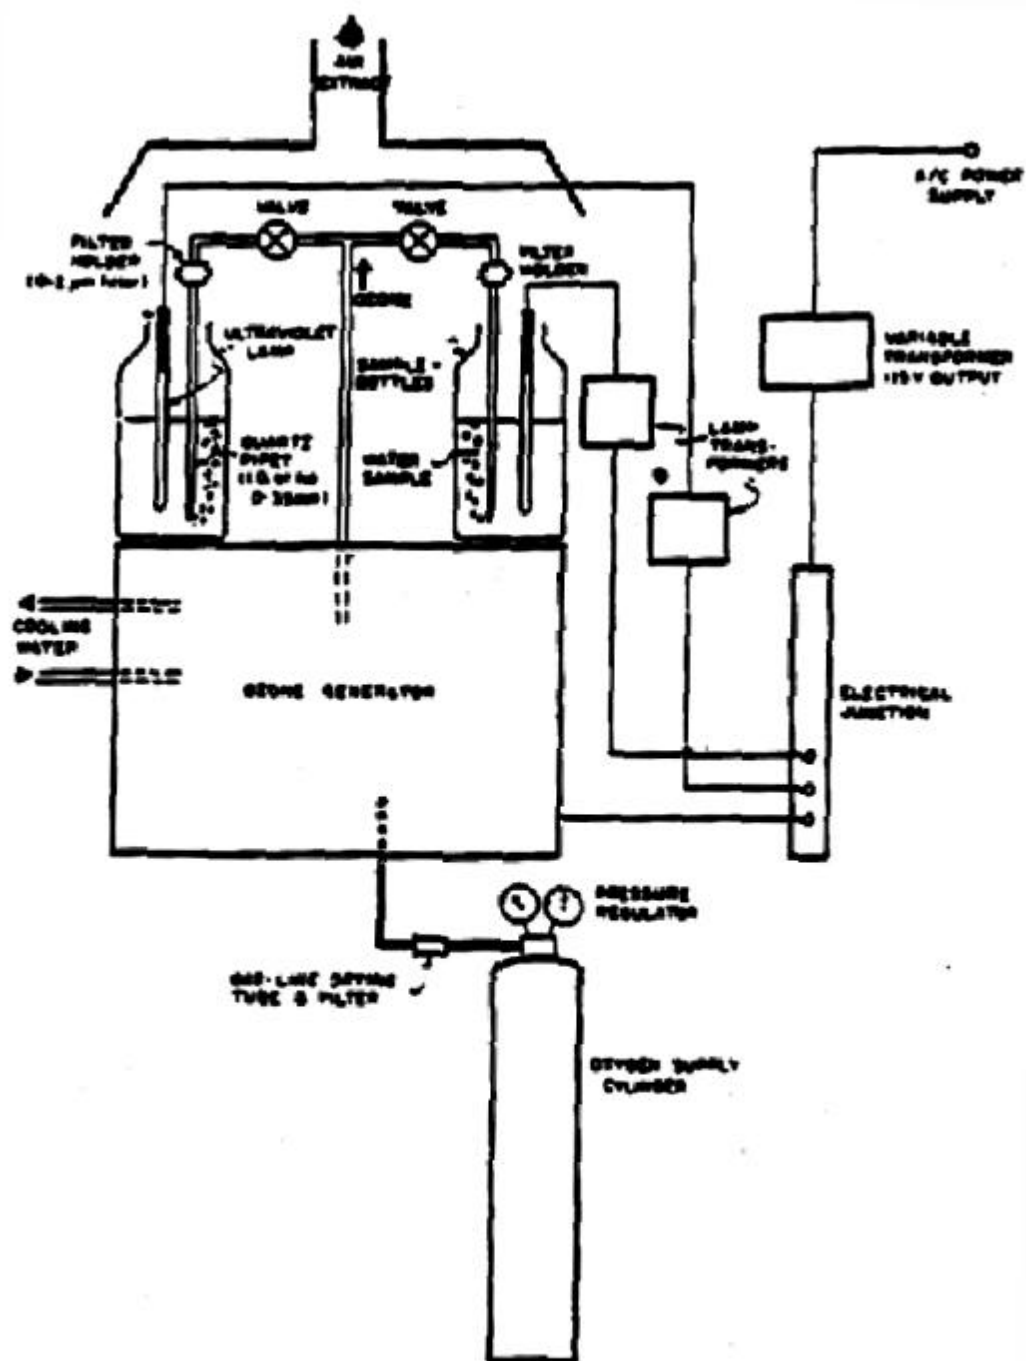 AIR
EXTRACT
A/C POWER
SUPPLY
VALVE
VALVE
FILTER
HOLDER
FILTER
HOLDER
OZONE
ULTRAVIOLET
LAMP
SAMPLE
BOTTLES
VARIABLE
TRANSFORMER
115 V OUTPUT
LAMP
TRANS-
FORMERS
QUARTZ
PIPET
WATER
SAMPLE
COOLING
WATER
OZONE GENERATOR
ELECTRICAL
JUNCTION
PRESSURE
REGULATOR
GAS-LINE DRYING
TUBE & FILTER
OXYGEN SUPPLY
CYLINDER